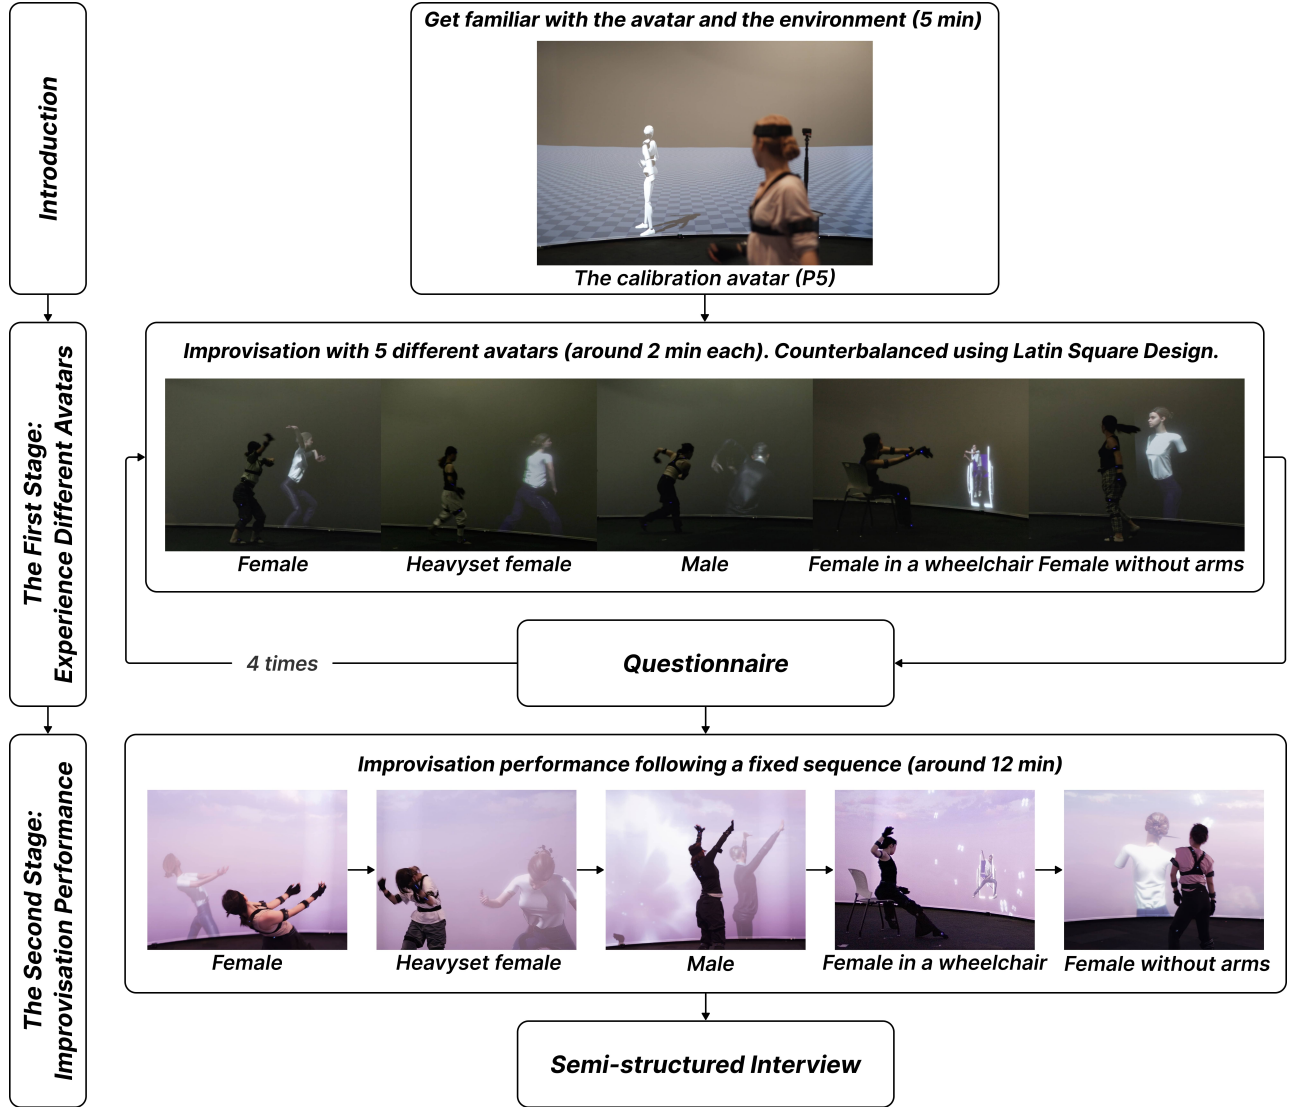 Introduction
Get familiar with the avatar and the environment (5 min)
The calibration avatar (P5)
The First Stage:
Experience Different Avatars
Improvisation with 5 different avatars (around 2 min each). Counterbalanced using Latin Square Design.
Female
Heavyset female
Male
Female in a wheelchair
Female without arms
4 times
Questionnaire
The Second Stage:
Improvisation Performance
Improvisation performance following a fixed sequence (around 12 min)
Female
Heavyset female
Male
Female in a wheelchair
Female without arms
Semi-structured Interview